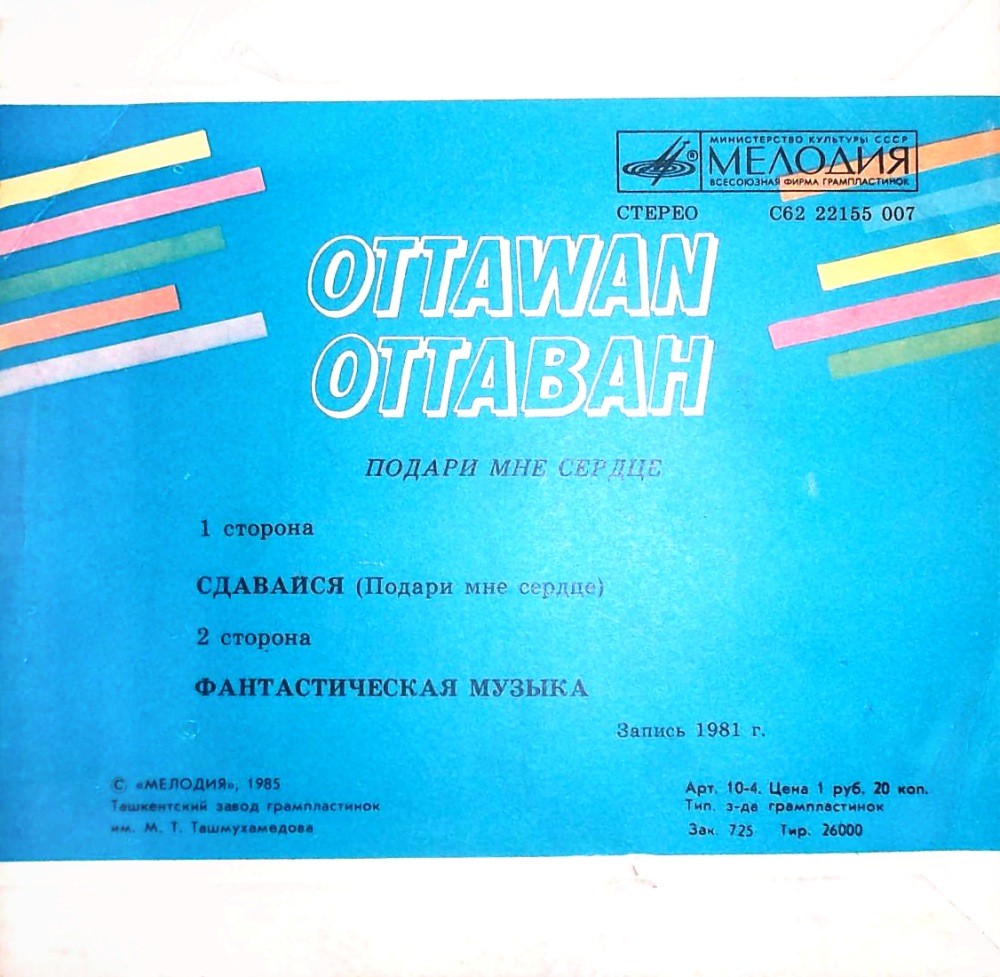 МИНИСТЕРСТВО КУЛЬТУРЫ СССР
® МЕЛОДИЯ
ВСЕСОЮЗНАЯ ФИРМА ГРАМПЛАСТИНОК
СТЕРЕО С62 22155 007
OTTAWAN
ОТТАВАН
ПОДАРИ МНЕ СЕРДЦЕ
1 сторона
СДАВАЙСЯ (Подари мне сердце)
2 сторона
ФАНТАСТИЧЕСКАЯ МУЗЫКА
Запись 1981 г.
© «МЕЛОДИЯ», 1985
Ташкентский завод грампластинок
им. М. Т. Ташмухамедова
Арт. 10-4. Цена 1 руб. 20 коп.
Тип. з-да грампластинок
Зак. 725 Тир. 26000